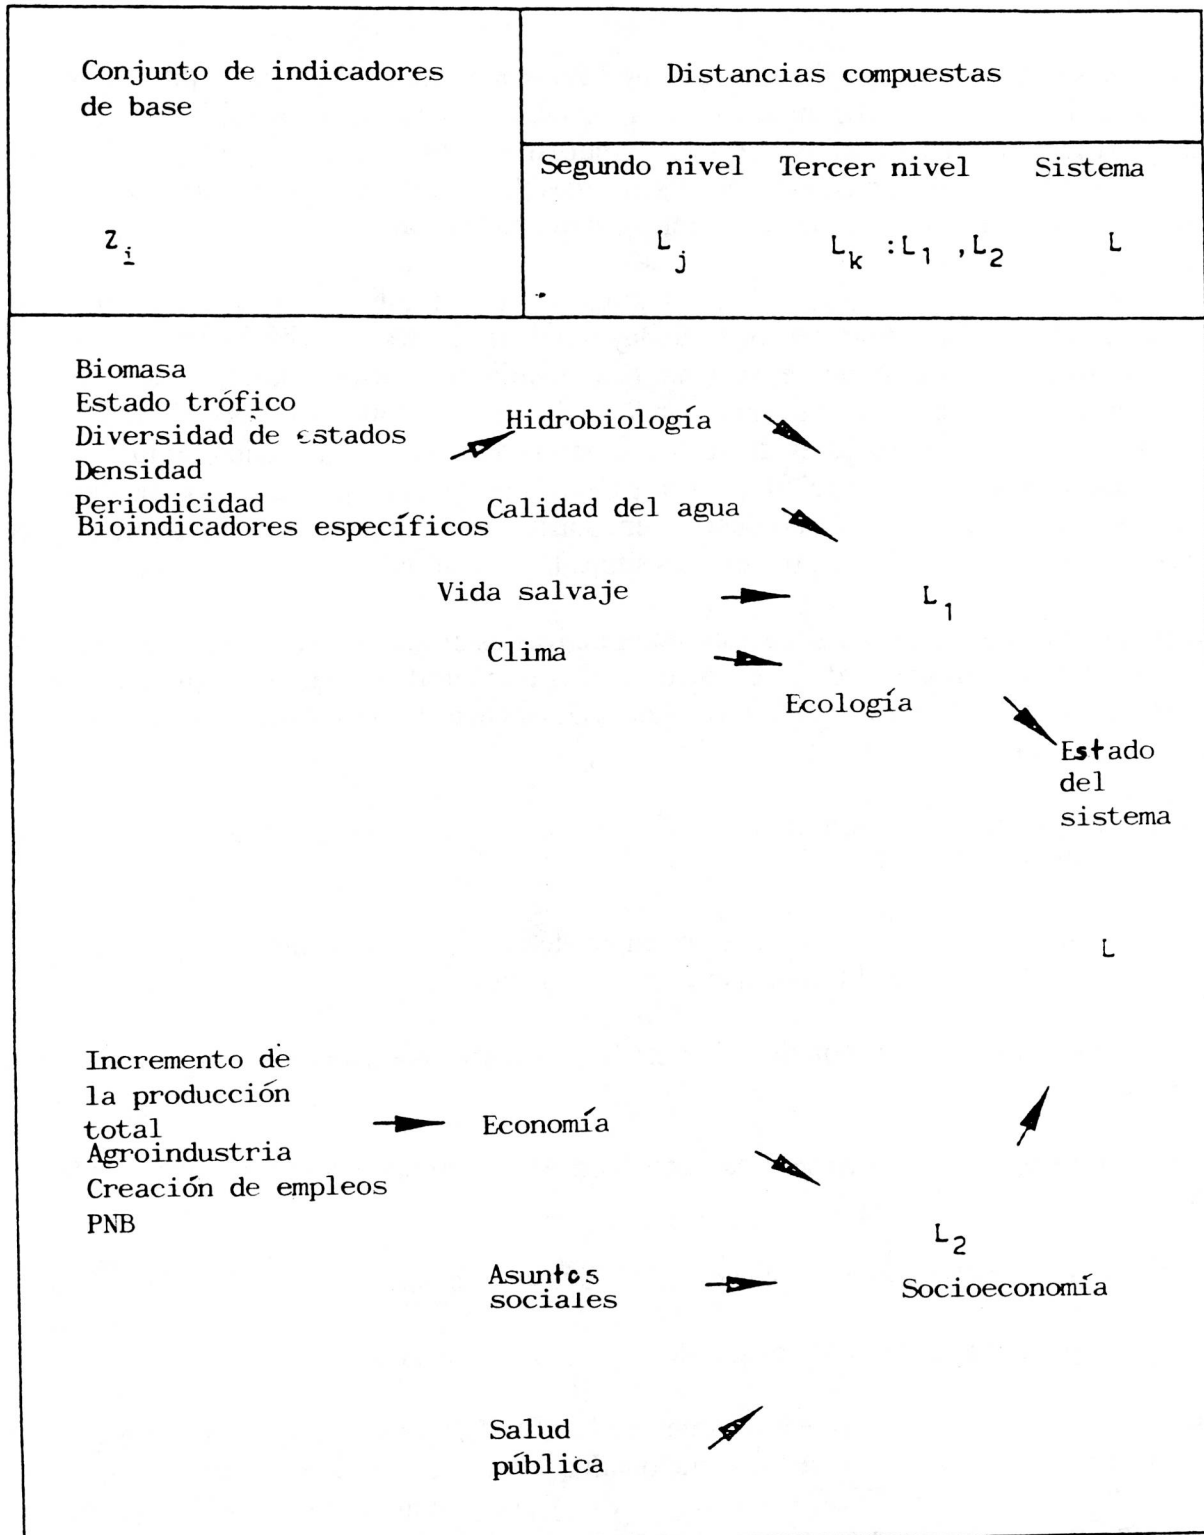 Conjunto de indicadores
de base
Z_i
Distancias compuestas
Segundo nivel Tercer nivel Sistema
L_j L_k :L_1 ,L_2 L
Biomasa
Estado trófico
Diversidad de estados
Densidad
Periodicidad
Bioindicadores específicos
Hidrobiología
Calidad del agua
Vida salvaje
Clima
L_1
Ecología
Estado
del
sistema
L
Incremento de
la producción
total
Agroindustria
Creación de empleos
PNB
Economía
Asuntos
sociales
Salud
pública
L_2
Socioeconomía